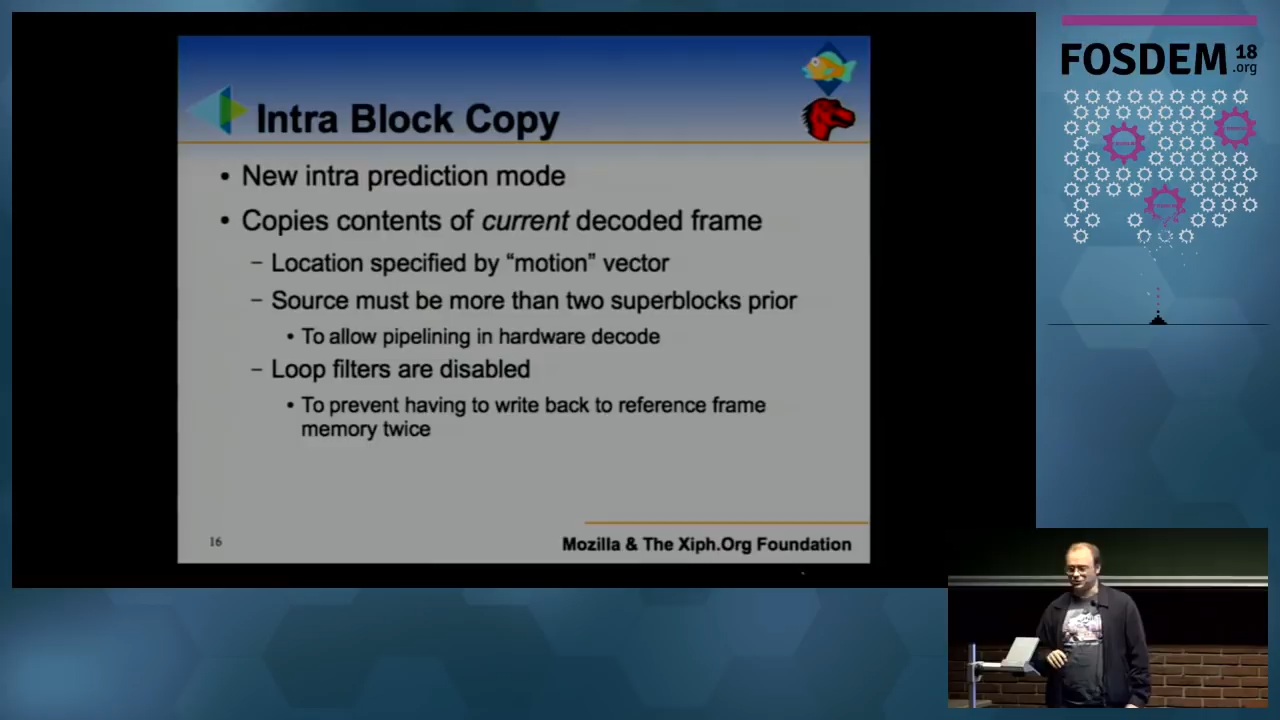 Intra Block Copy
• New intra prediction mode
• Copies contents of current decoded frame
– Location specified by “motion” vector
– Source must be more than two superblocks prior
• To allow pipelining in hardware decode
– Loop filters are disabled
• To prevent having to write back to reference frame
memory twice
16
Mozilla & The Xiph.Org Foundation
FOSDEM 18
.org